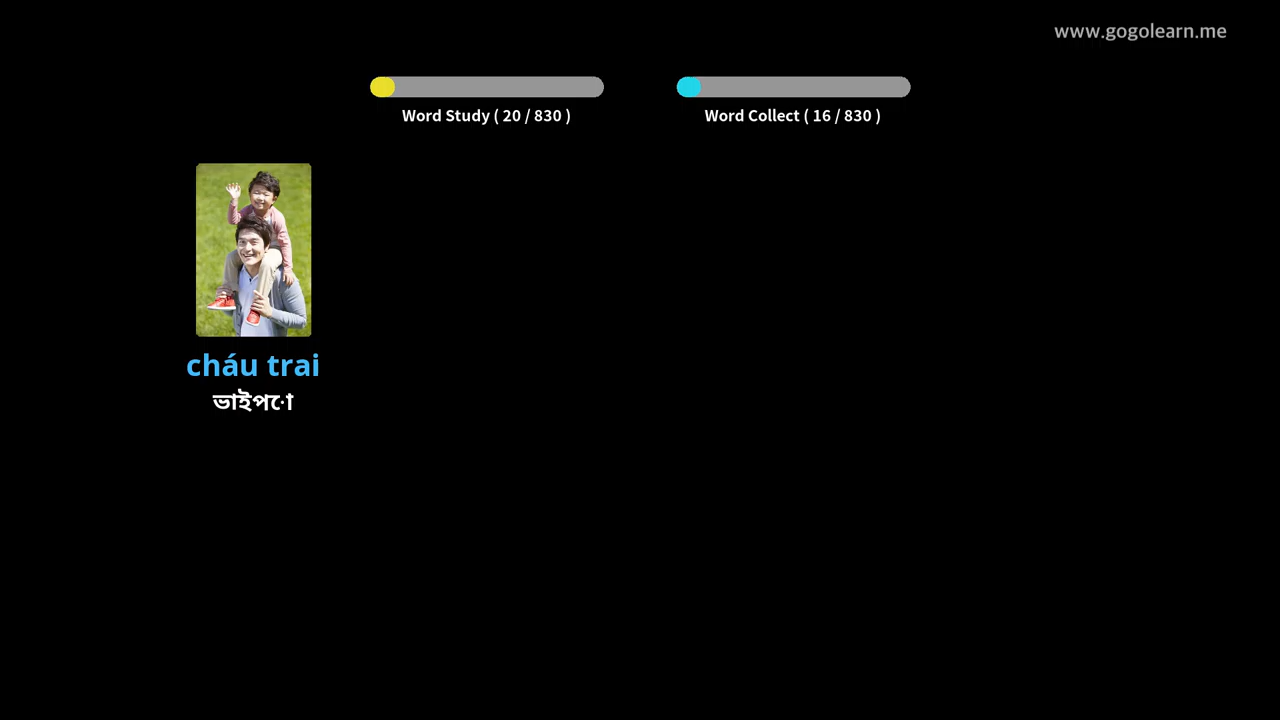 www.gogolearn.me
Word Study ( 20 / 830 )
Word Collect ( 16 / 830 )
cháu trai
ভাইপো